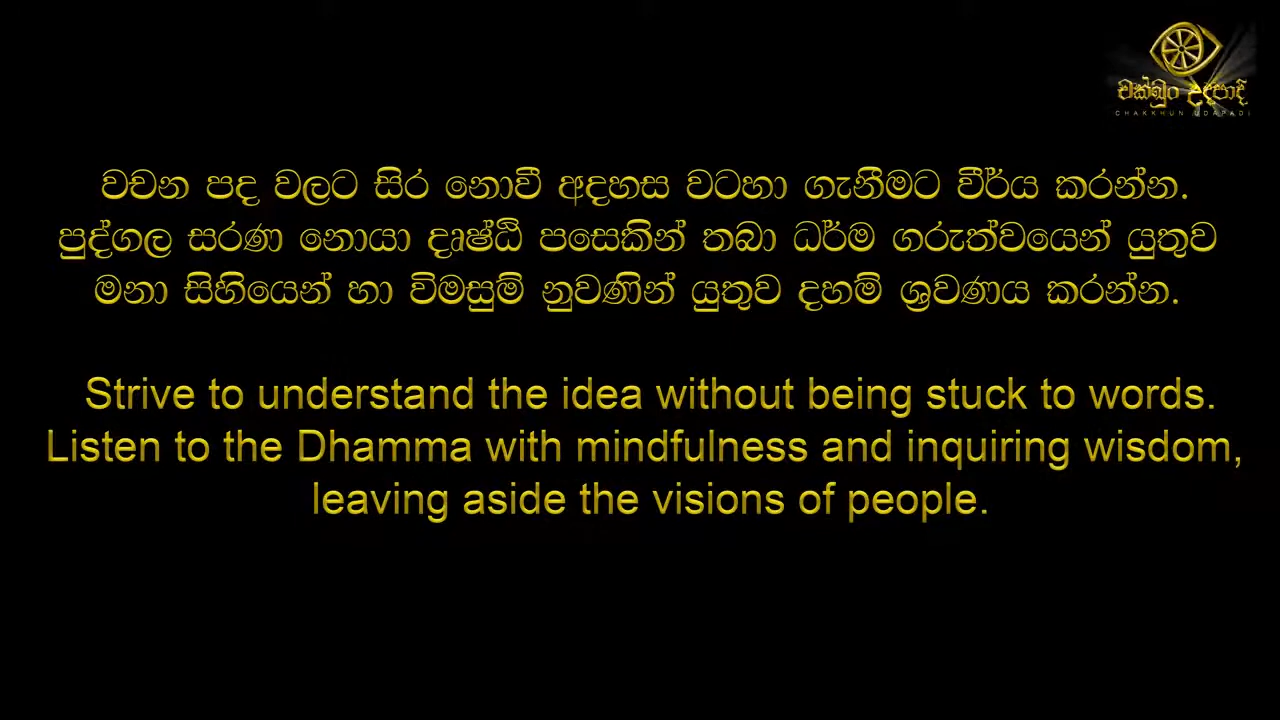 චක්ඛුං උදපාදි
CHAKKHUN UDAPADI
වචන පද වලට සිර නොවී අදහස වටහා ගැනීමට වීර්ය කරන්න.
පුද්ගල සරණ නොයා දෘෂ්ඨි පසෙකින් තබා ධර්ම ගරුත්වයෙන් යුතුව
මනා සිහියෙන් හා විමසුම් නුවණින් යුතුව දහම් ශ්‍රවණය කරන්න.
Strive to understand the idea without being stuck to words.
Listen to the Dhamma with mindfulness and inquiring wisdom,
leaving aside the visions of people.